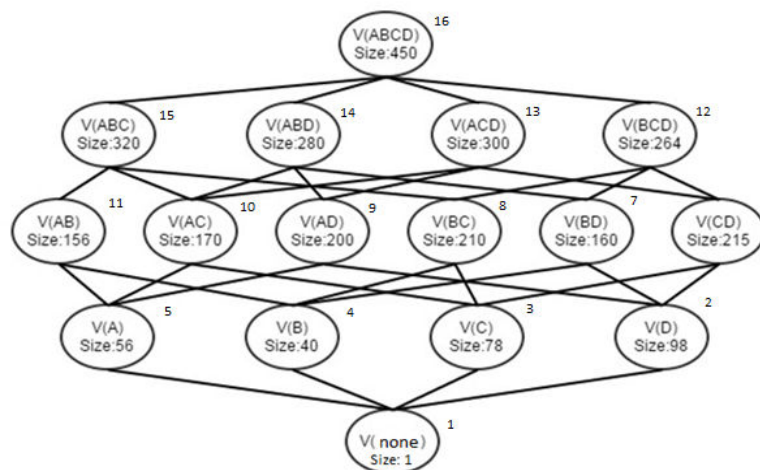 16
V(ABCD)
Size:450
15
14
13
12
V(ABC)
Size:320
V(ABD)
Size:280
V(ACD)
Size:300
V(BCD)
Size:264
11
10
9
8
7
V(AB)
Size:156
V(AC)
Size:170
V(AD)
Size:200
V(BC)
Size:210
V(BD)
Size:160
V(CD)
Size:215
5
4
3
2
V(A)
Size:56
V(B)
Size:40
V(C)
Size:78
V(D)
Size:98
1
V(none)
Size: 1